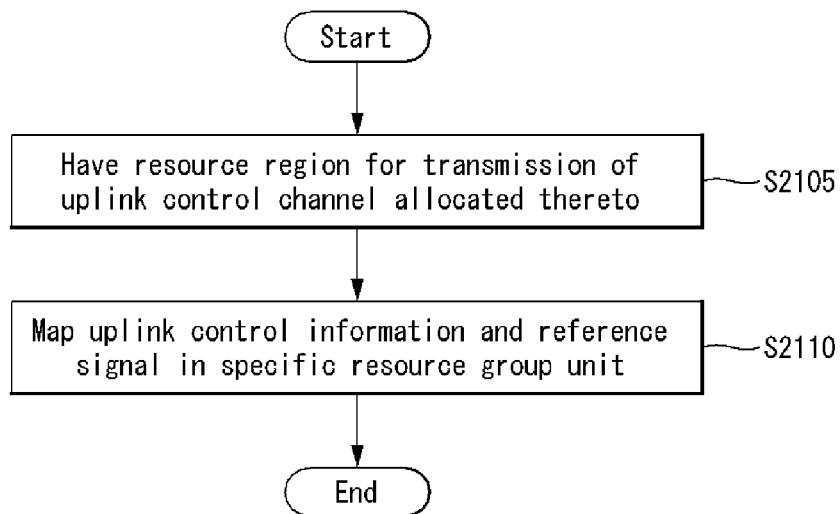 Start
Have resource region for transmission of
uplink control channel allocated thereto
S2105
Map uplink control information and reference
signal in specific resource group unit
S2110
End